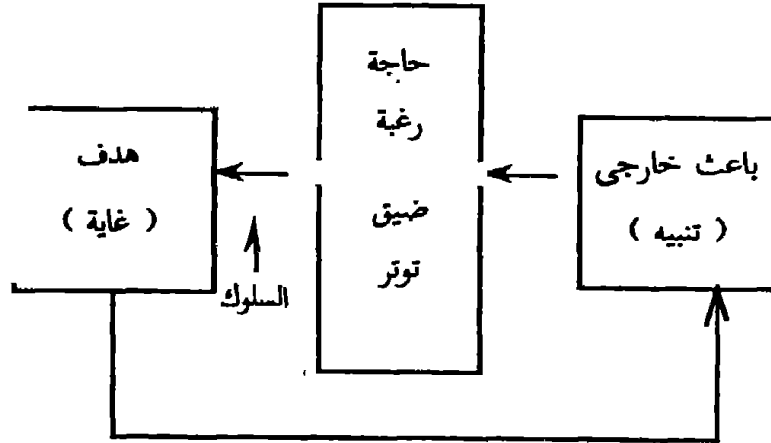 باعث خارجى
( تنبيه )
حاجة
رغبة
ضيق
توتر
السلوك
هدف
( غاية )